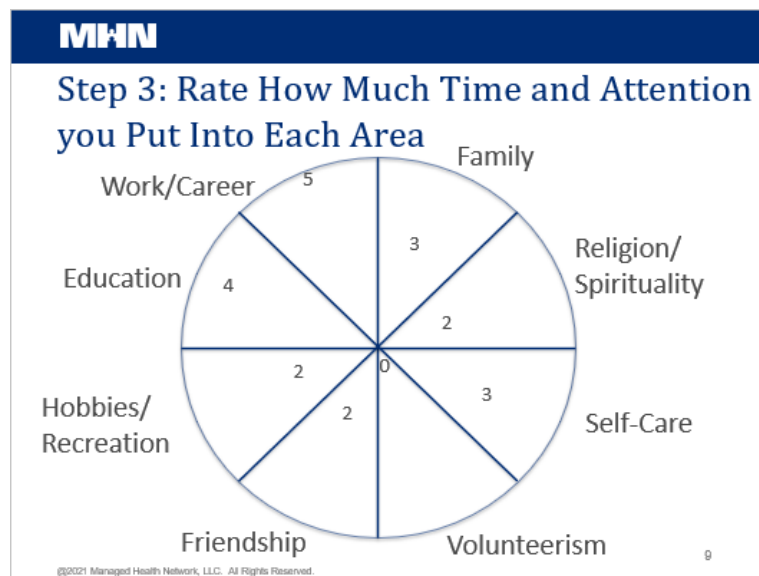 MHN
Step 3: Rate How Much Time and Attention
you Put Into Each Area
Family
Work/Career
5
Religion/
Spirituality
3
Education
4
2
0
2
Hobbies/
Recreation
3
2
Self-Care
Friendship
Volunteerism
9
@2021 Managed Health Network, LLC. All Rights Reserved.